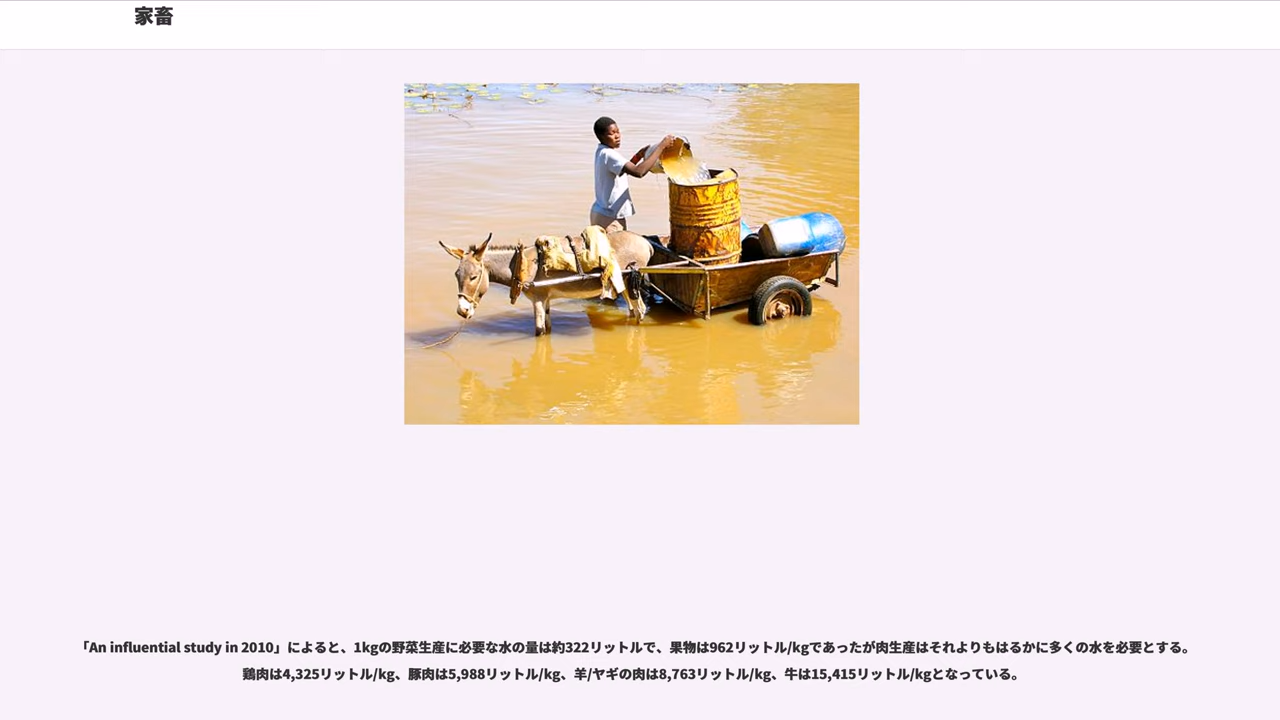 家畜
「An influential study in 2010」によると、1kgの野菜生産に必要な水の量は約322リットルで、果物は962リットル/kgであったが肉生産はそれよりもはるかに多くの水を必要とする。
鶏肉は4,325リットル/kg、豚肉は5,988リットル/kg、羊/ヤギの肉は8,763リットル/kg、牛は15,415リットル/kgとなっている。